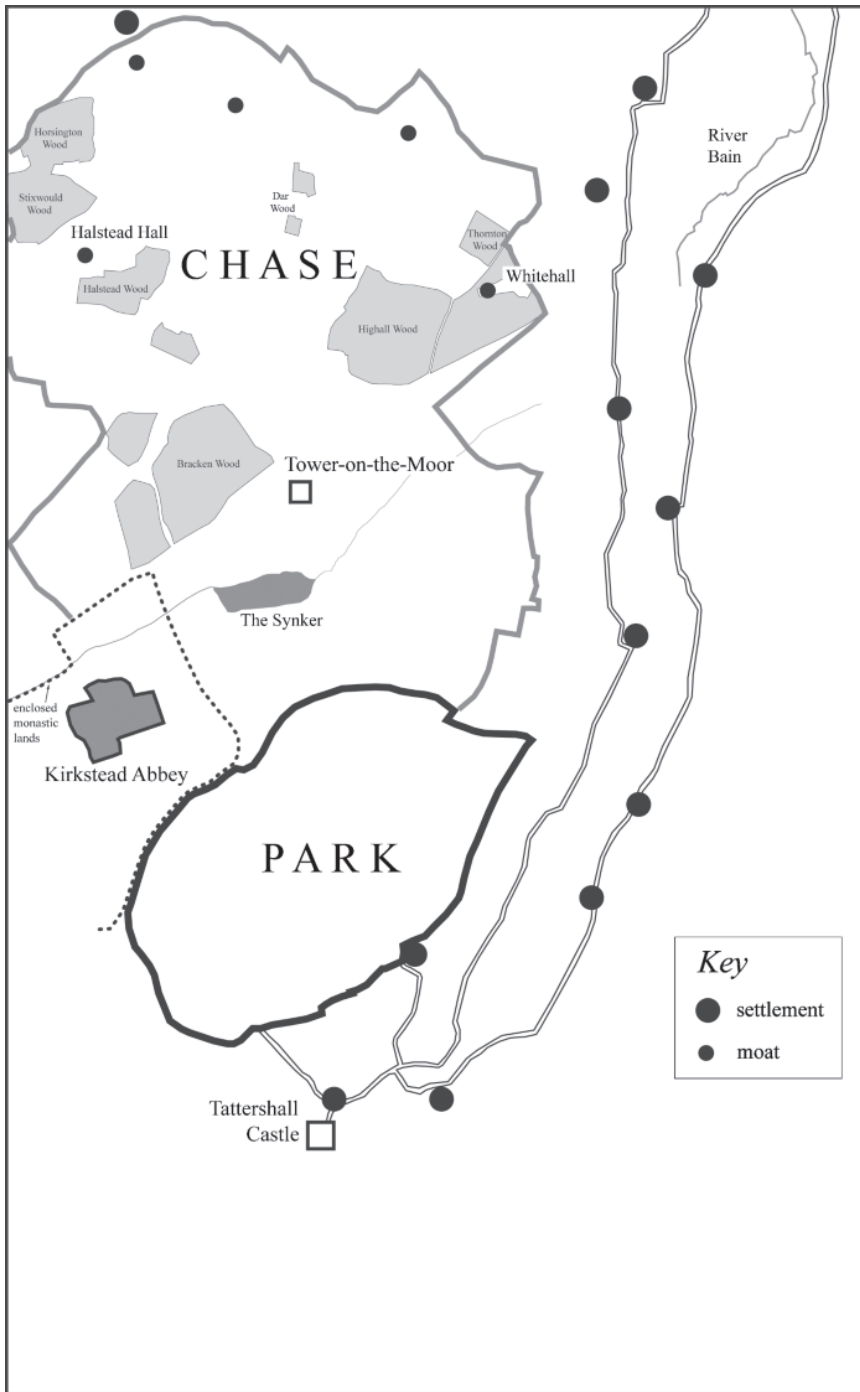 Horsington
Wood
River
Bain
Stixwould
Wood
Dar
Wood
Halstead Hall
Thornton
Wood
CHASE
Whitehall
Halstead Wood
Highall Wood
Bracken Wood
Tower-on-the-Moor
The Synker
enclosed
monastic
lands
Kirkstead Abbey
PARK
Key
settlement
moat
Tattershall
Castle